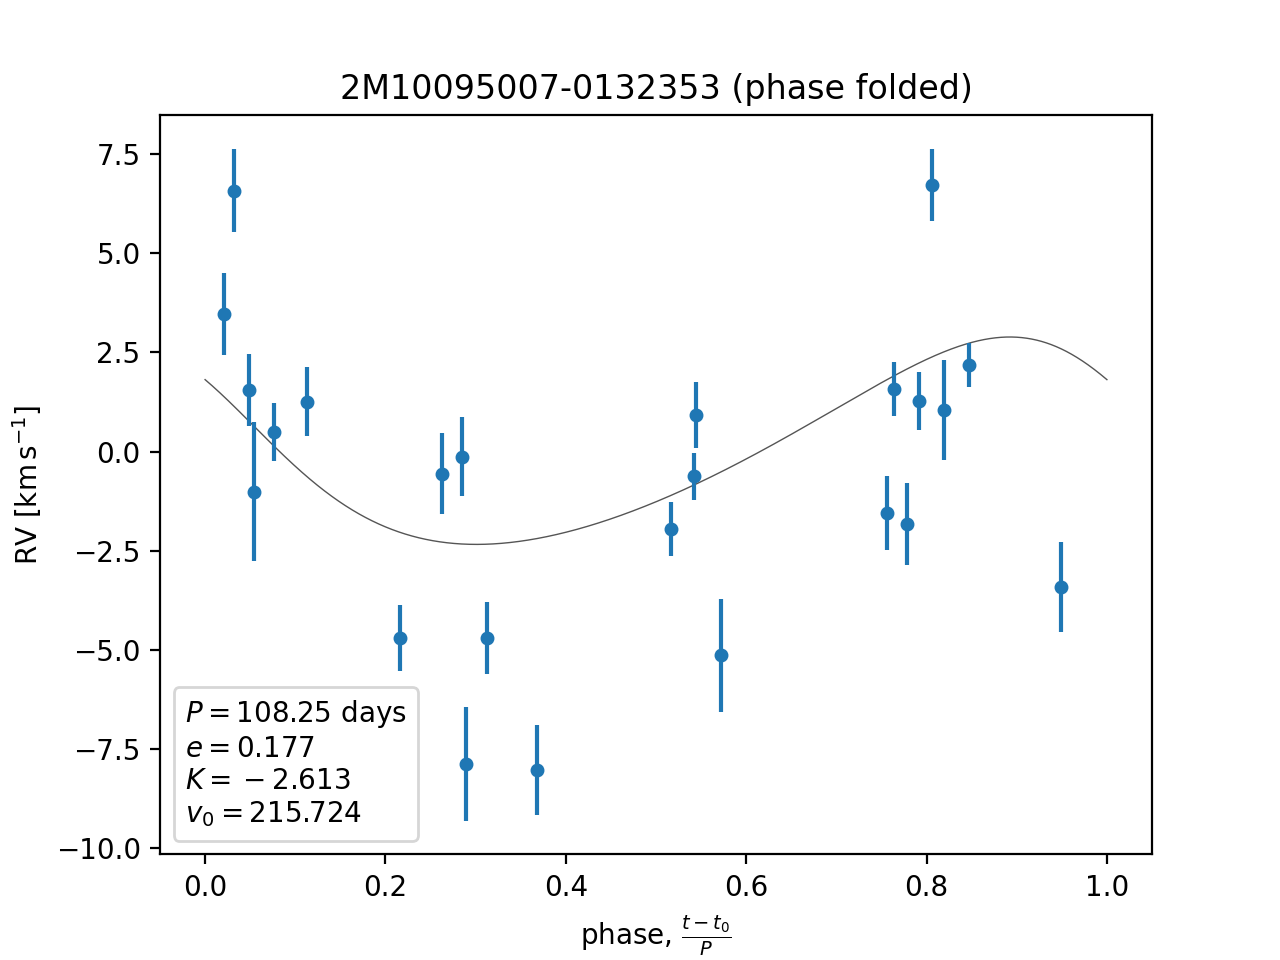 2M10095007-0132353 (phase folded)
7.5
5.0
2.5
0.0
−2.5
−5.0
−7.5
−10.0
RV [km s⁻¹]
P = 108.25 days
e = 0.177
K = −2.613
v₀ = 215.724
0.0 0.2 0.4 0.6 0.8 1.0
phase, (t − t₀)/P